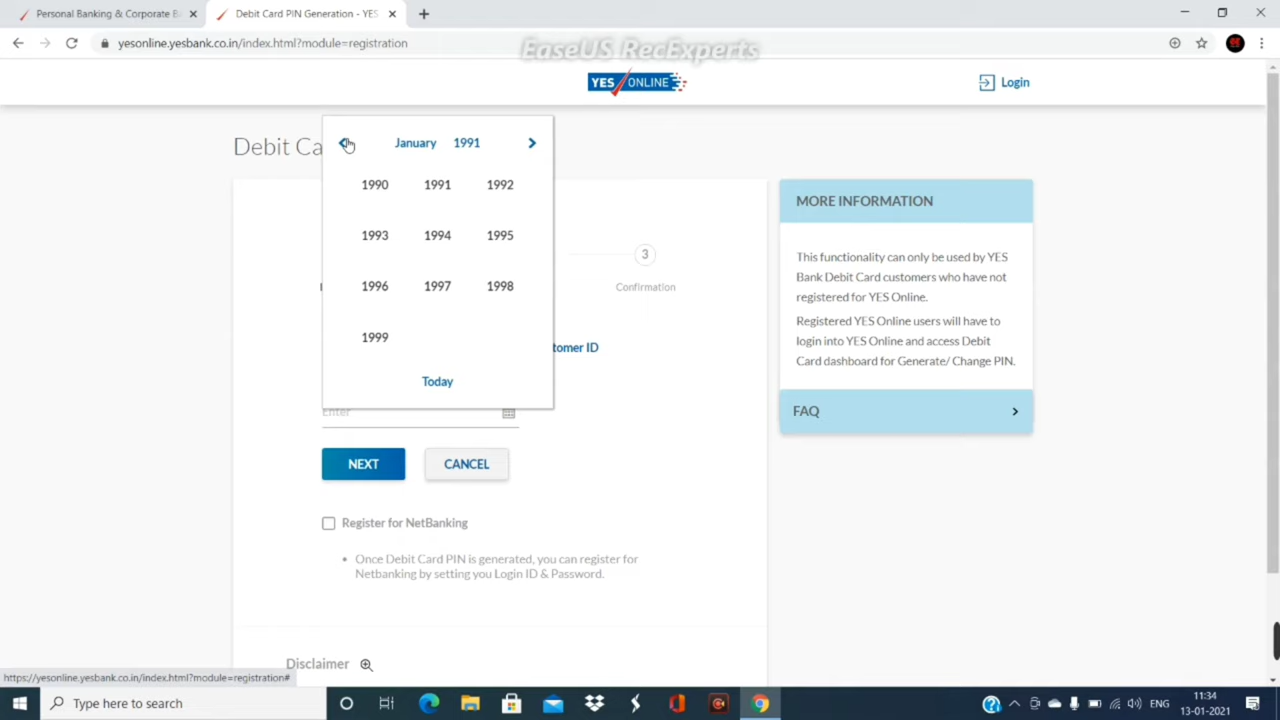 Personal Banking & Corporate B
Debit Card PIN Generation - YES
yesonline.yesbank.co.in/index.html?module=registration
EaseUS RecExperts
YES ONLINE
Login
Debit Ca
January 1991
1990 1991 1992
1993 1994 1995
1996 1997 1998
1999
Today
3
Confirmation
tomer ID
Enter
NEXT CANCEL
Register for NetBanking
• Once Debit Card PIN is generated, you can register for
Netbanking by setting you Login ID & Password.
Disclaimer
MORE INFORMATION
This functionality can only be used by YES
Bank Debit Card customers who have not
registered for YES Online.
Registered YES Online users will have to
login into YES Online and access Debit
Card dashboard for Generate/ Change PIN.
FAQ
https://yesonline.yesbank.co.in/index.html?module=registration#
Type here to search
ENG
11:34
13-01-2021